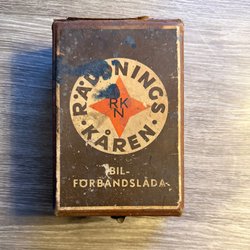 RÄDDNINGS
KÅREN
RK
N
BIL-
FÖRBANDSLÅDA